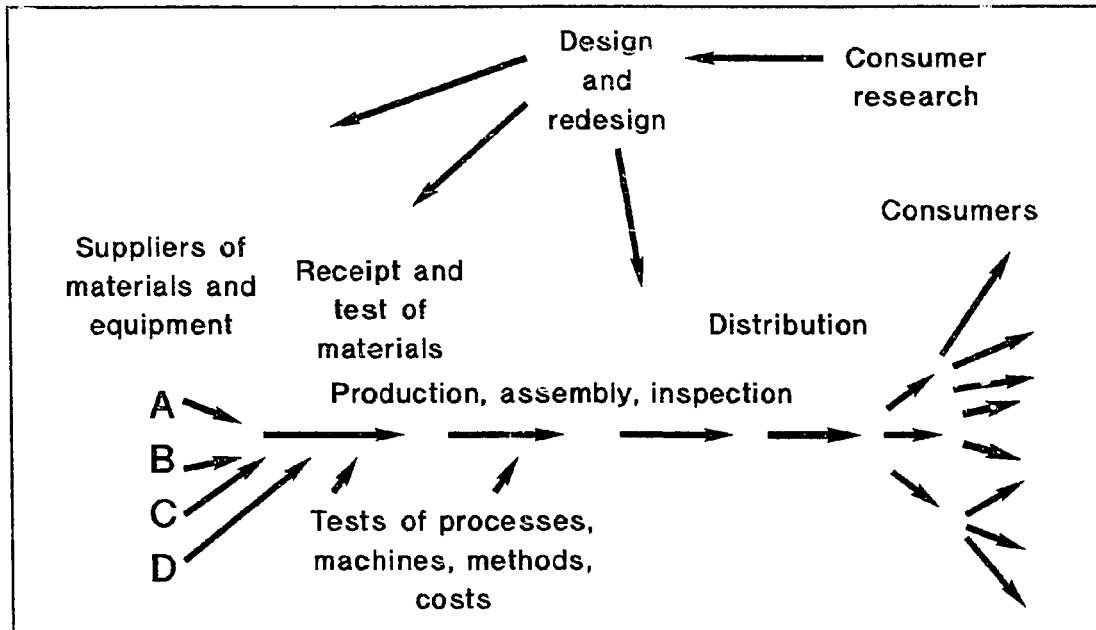 Design
and
redesign
Consumer
research
Consumers
Suppliers of
materials and
equipment
Receipt and
test of
materials
Distribution
Production, assembly, inspection
A
B
C
D
Tests of processes,
machines, methods,
costs